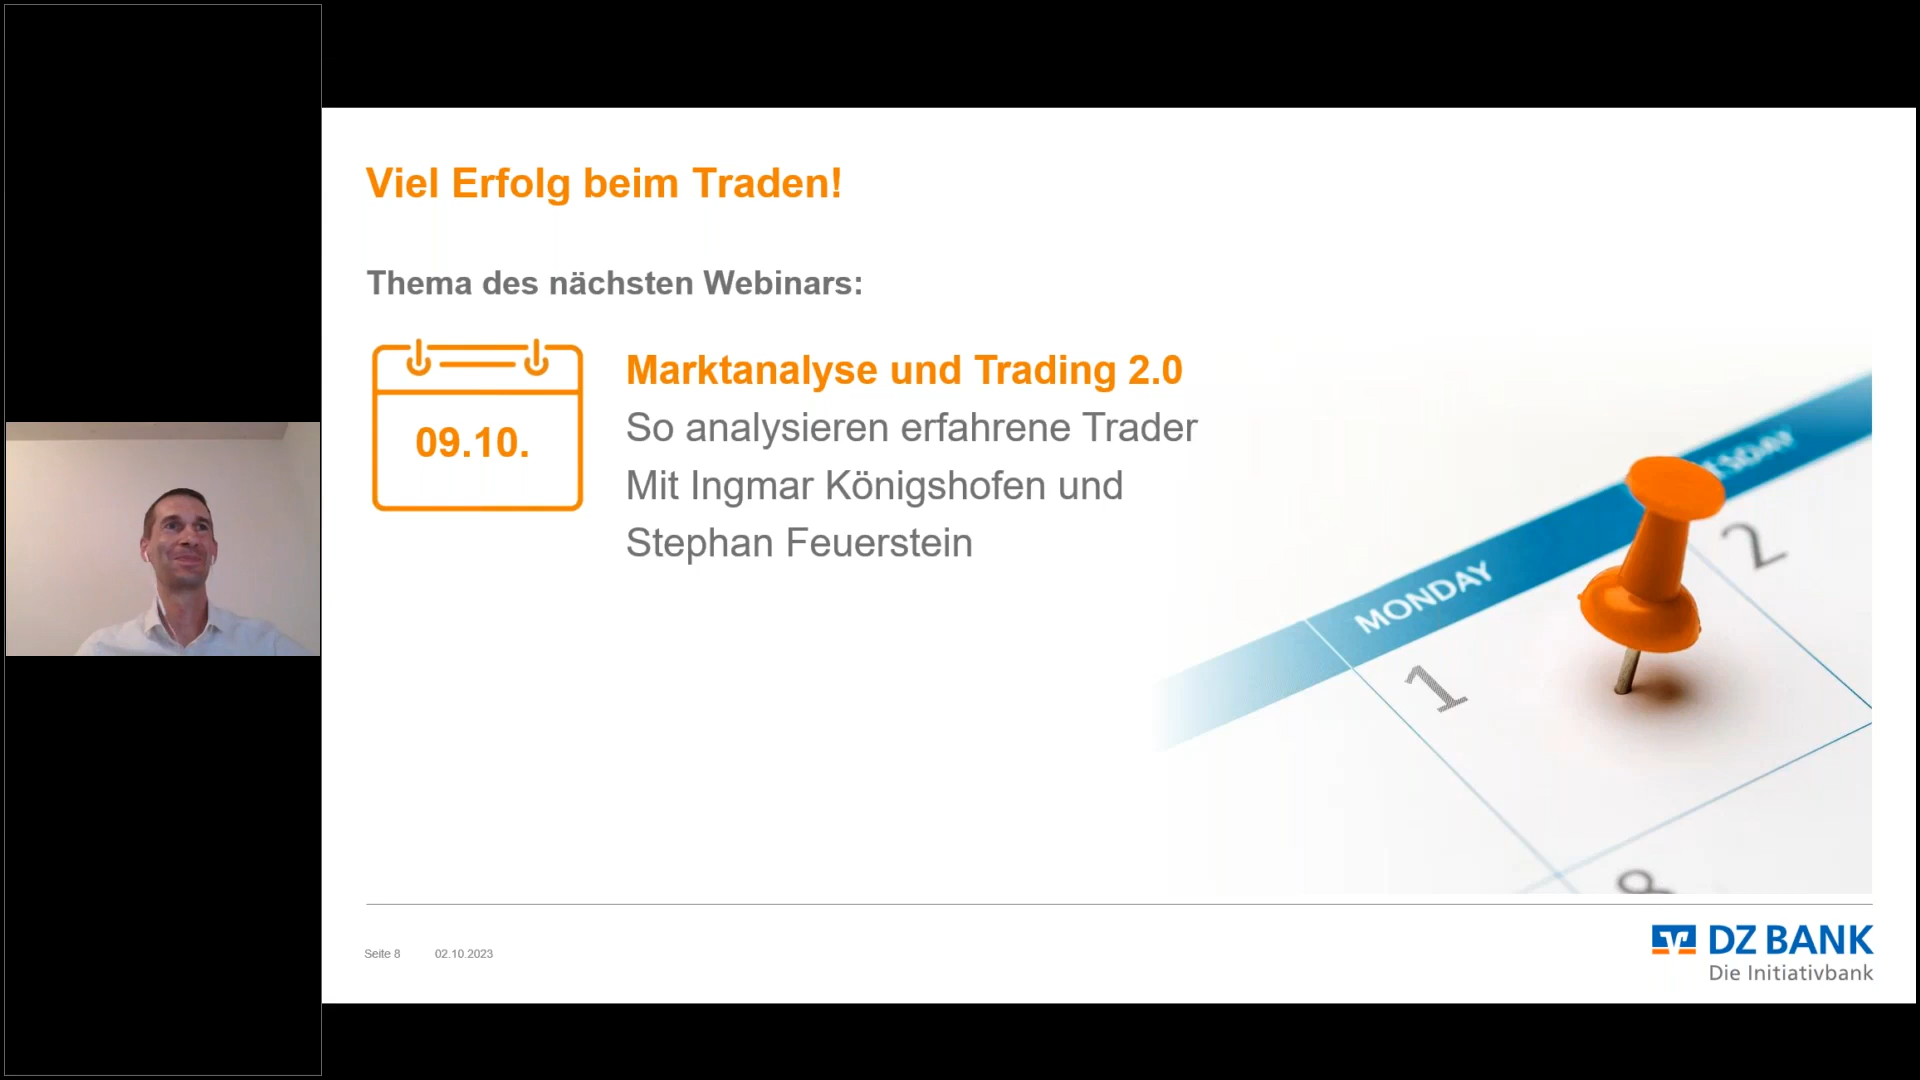 Viel Erfolg beim Traden!
Thema des nächsten Webinars:
09.10.
Marktanalyse und Trading 2.0
So analysieren erfahrene Trader
Mit Ingmar Königshofen und
Stephan Feuerstein
MONDAY
1
2
8
Seite 8 02.10.2023
DZ BANK
Die Initiativbank